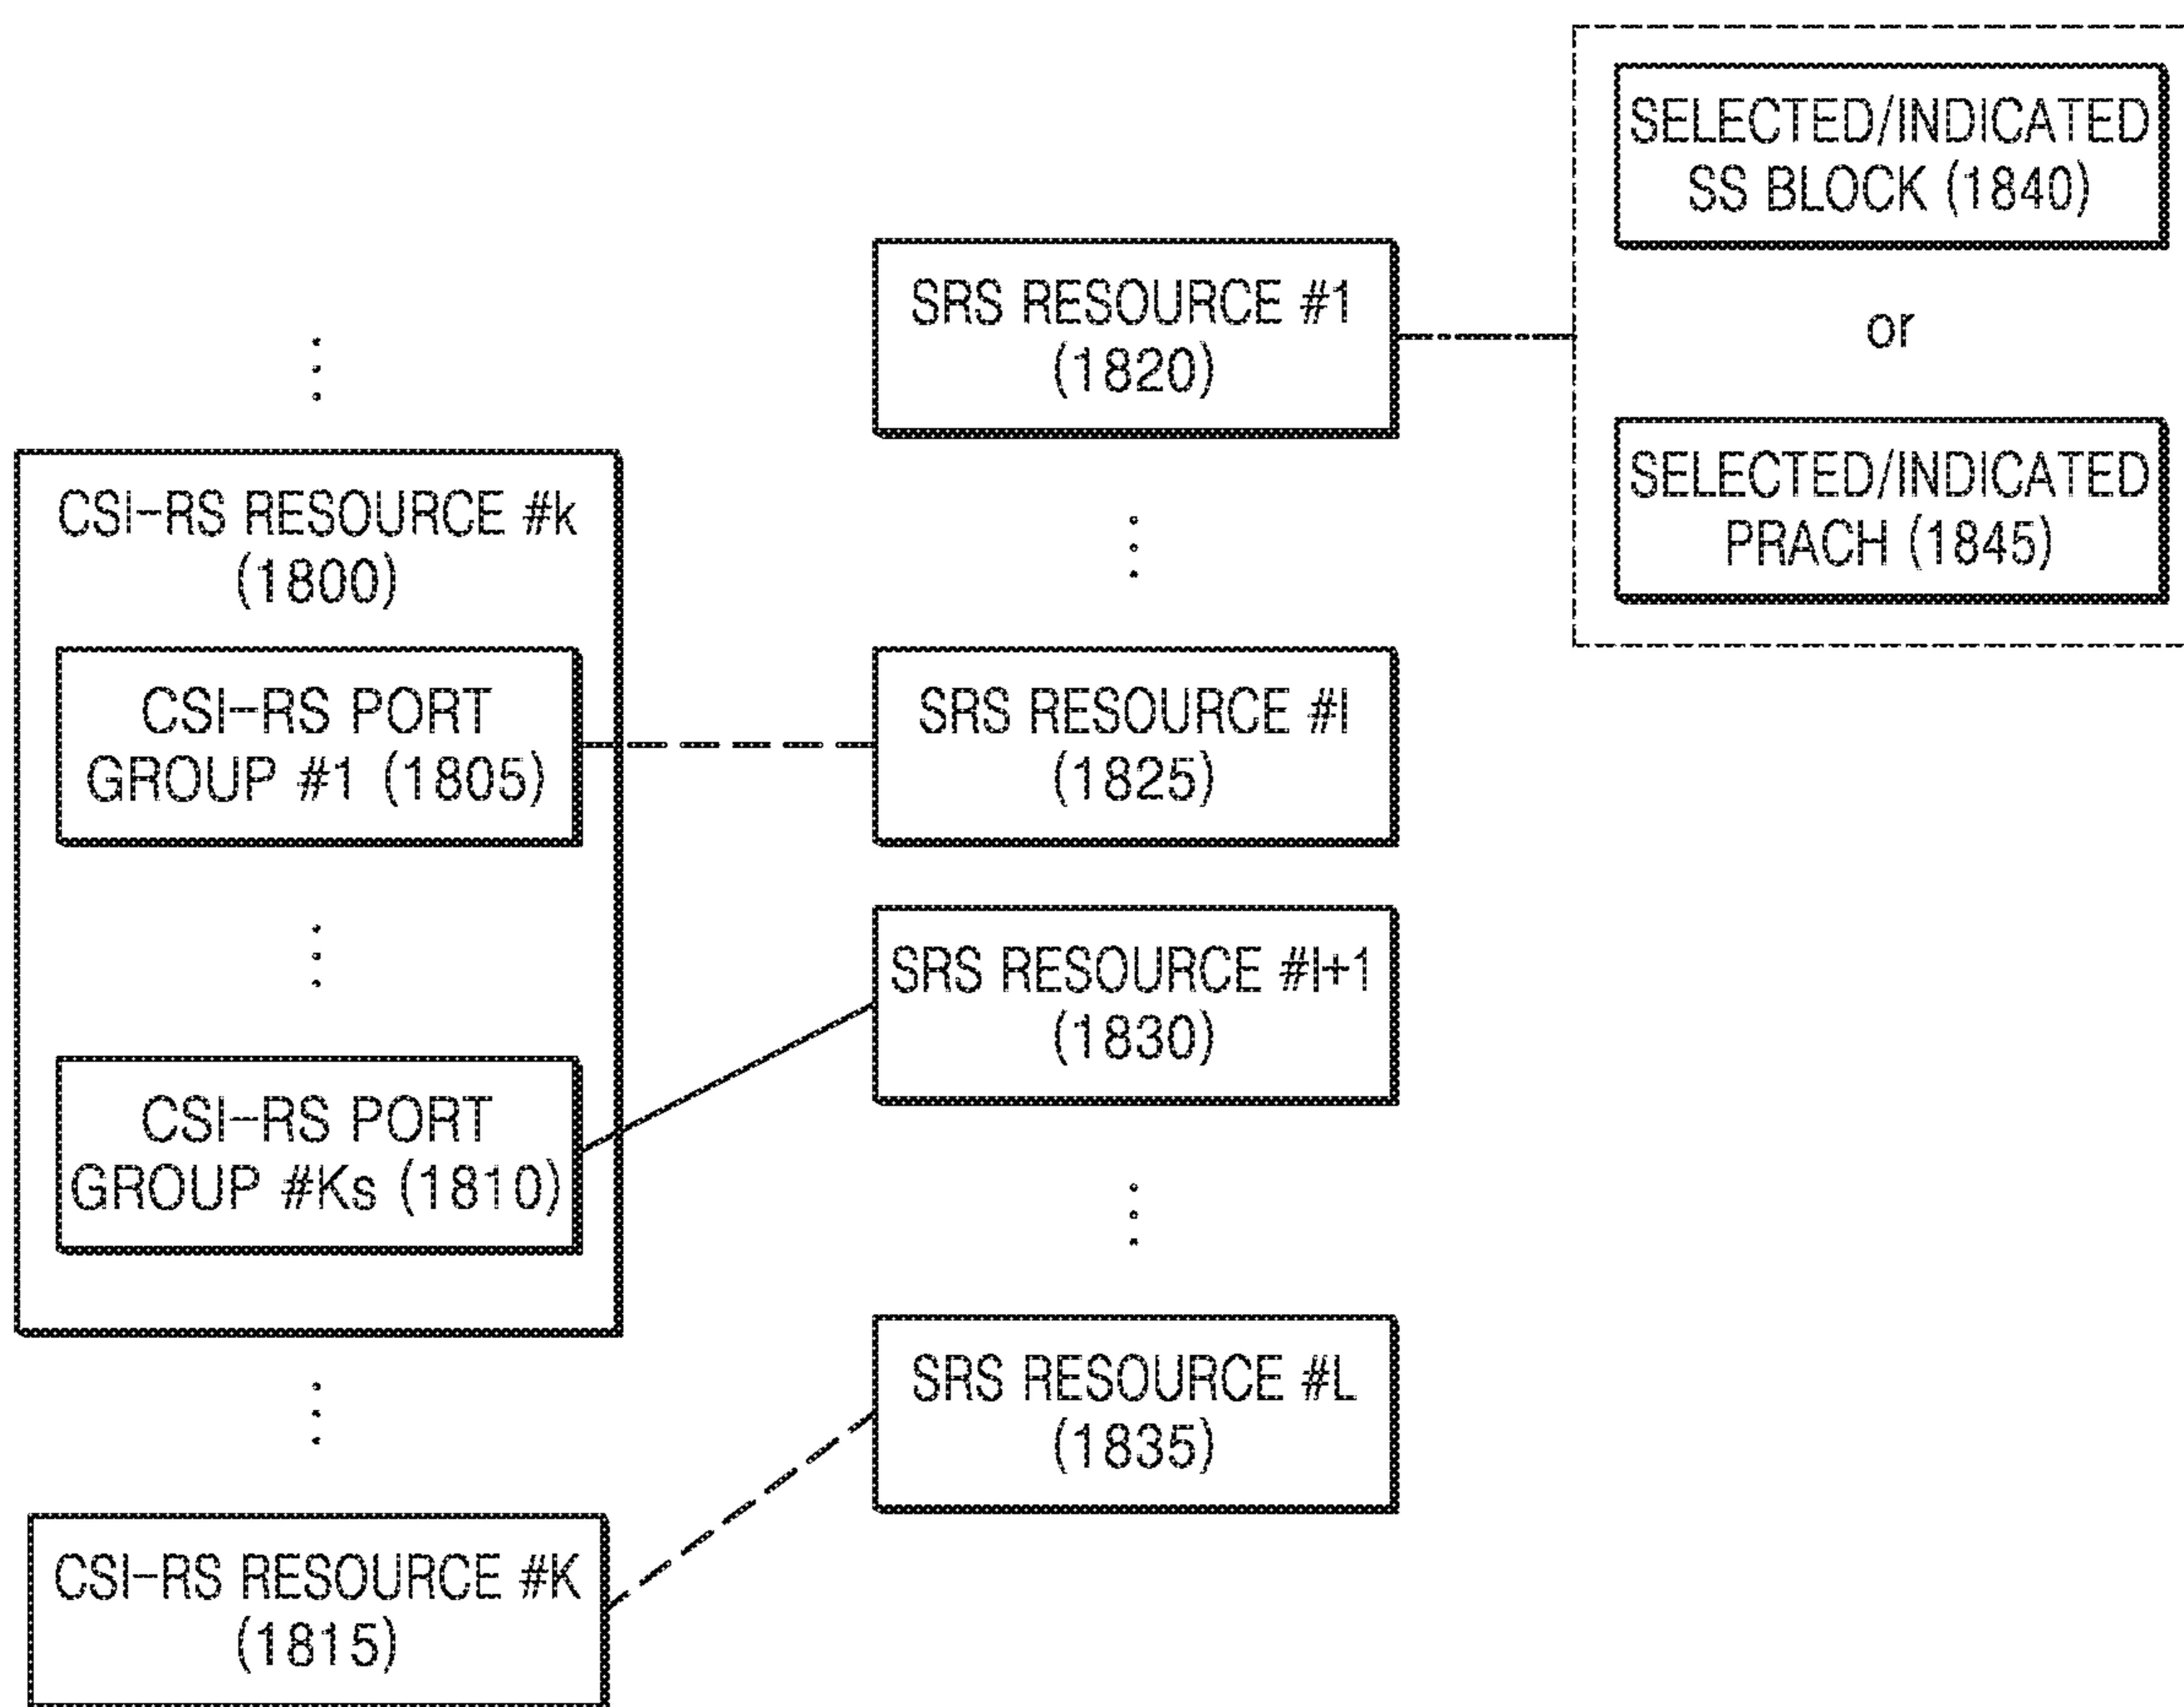 SELECTED/INDICATED
SS BLOCK (1840)
or
SELECTED/INDICATED
PRACH (1845)
SRS RESOURCE #1
(1820)
CSI-RS RESOURCE #k
(1800)
CSI-RS PORT
GROUP #1 (1805)
SRS RESOURCE #l
(1825)
SRS RESOURCE #l+1
(1830)
CSI-RS PORT
GROUP #Ks (1810)
SRS RESOURCE #L
(1835)
CSI-RS RESOURCE #K
(1815)